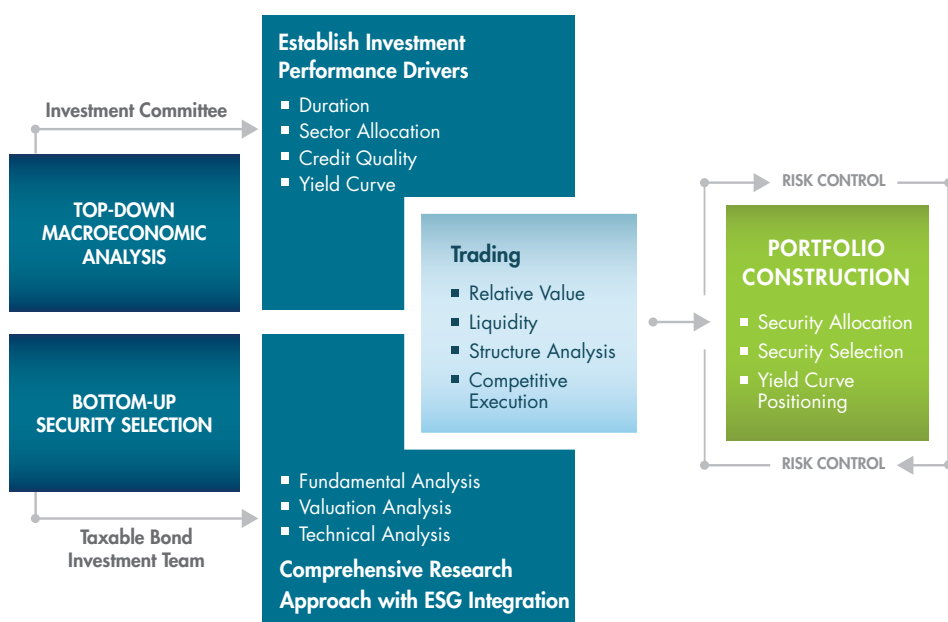 Investment Committee
TOP-DOWN
MACROECONOMIC
ANALYSIS
BOTTOM-UP
SECURITY SELECTION
Taxable Bond
Investment Team
Establish Investment
Performance Drivers
Duration
Sector Allocation
Credit Quality
Yield Curve
Fundamental Analysis
Valuation Analysis
Technical Analysis
Comprehensive Research
Approach with ESG Integration
Trading
Relative Value
Liquidity
Structure Analysis
Competitive
Execution
RISK CONTROL
PORTFOLIO
CONSTRUCTION
Security Allocation
Security Selection
Yield Curve
Positioning
RISK CONTROL